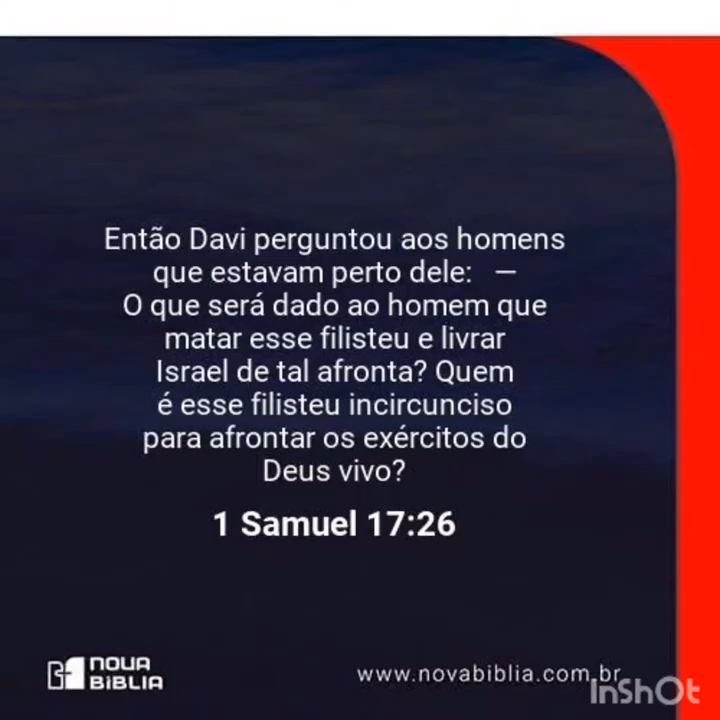 Então Davi perguntou aos homens
que estavam perto dele: —
O que será dado ao homem que
matar esse filisteu e livrar
Israel de tal afronta? Quem
é esse filisteu incircunciso
para afrontar os exércitos do
Deus vivo?
1 Samuel 17:26
NOVA
BIBLIA
www.novabiblia.com.br
InShOt